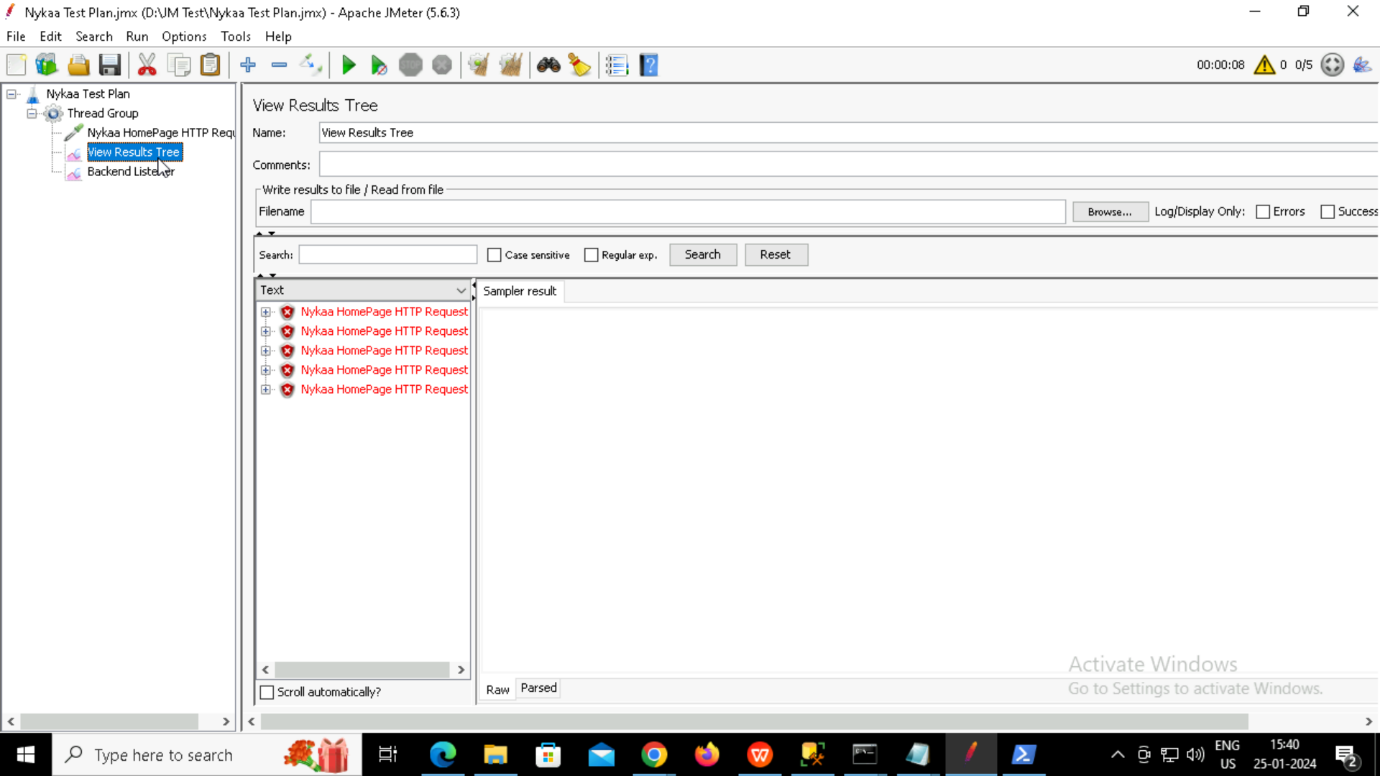 Nykaa Test Plan.jmx (D:\JM Test\Nykaa Test Plan.jmx) - Apache JMeter (5.6.3)
File Edit Search Run Options Tools Help
00:00:08 0 0/5
Nykaa Test Plan
Thread Group
Nykaa HomePage HTTP Requ
View Results Tree
Backend Listener
View Results Tree
Name: View Results Tree
Comments:
Write results to file / Read from file
Filename Browse... Log/Display Only: Errors Success
Search: Case sensitive Regular exp. Search Reset
Text
Sampler result
Nykaa HomePage HTTP Request
Nykaa HomePage HTTP Request
Nykaa HomePage HTTP Request
Nykaa HomePage HTTP Request
Nykaa HomePage HTTP Request
Scroll automatically?
Raw Parsed
Activate Windows
Go to Settings to activate Windows.
Type here to search
ENG
US
15:40
25-01-2024
2